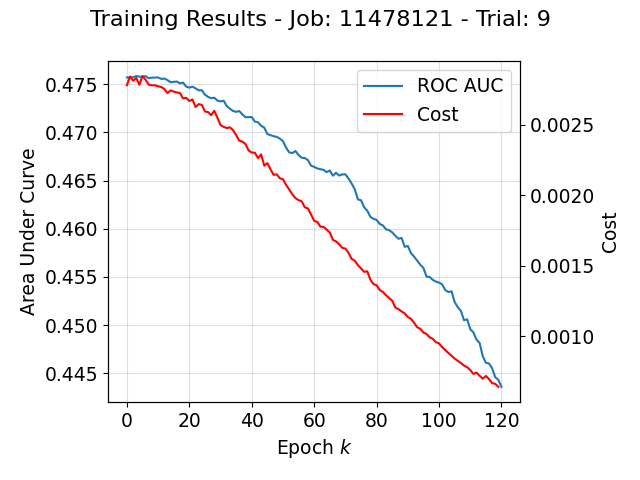 Training Results - Job: 11478121 - Trial: 9
ROC AUC
Cost
0.475
0.470
0.465
0.460
0.455
0.450
0.445
Area Under Curve
0.0025
0.0020
0.0015
0.0010
Cost
0 20 40 60 80 100 120
Epoch k